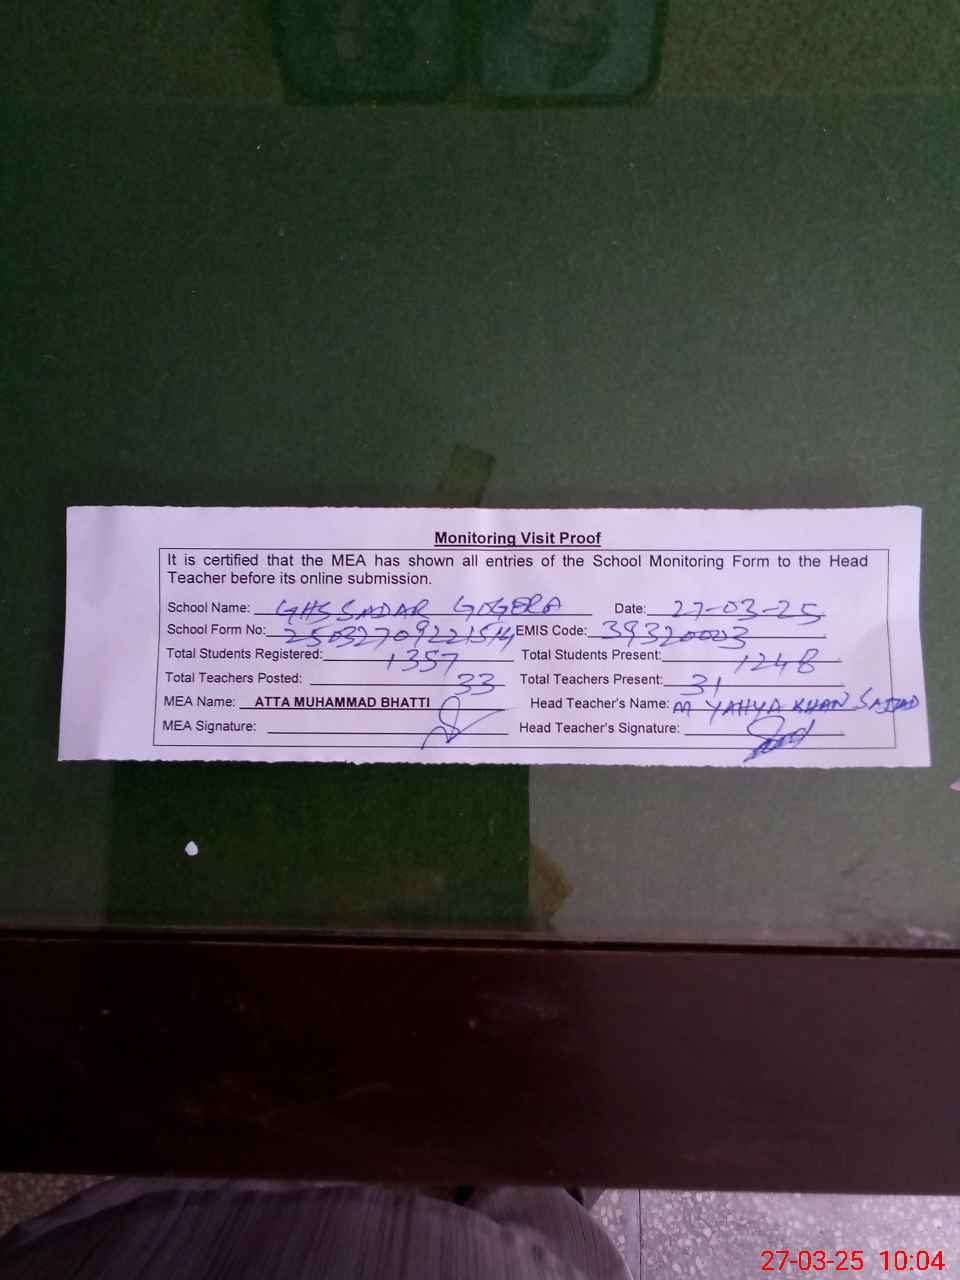 Monitoring Visit Proof
It is certified that the MEA has shown all entries of the School Monitoring Form to the Head
Teacher before its online submission.
School Name: GHS SADAR GOGERA Date: 27-03-25
School Form No: EMIS Code: 39320003
Total Students Registered: 1357 Total Students Present: 1248
Total Teachers Posted: 33 Total Teachers Present: 31
MEA Name: ATTA MUHAMMAD BHATTI Head Teacher's Name: M YAHYA KHAN
MEA Signature: Head Teacher's Signature:
27-03-25 10:04